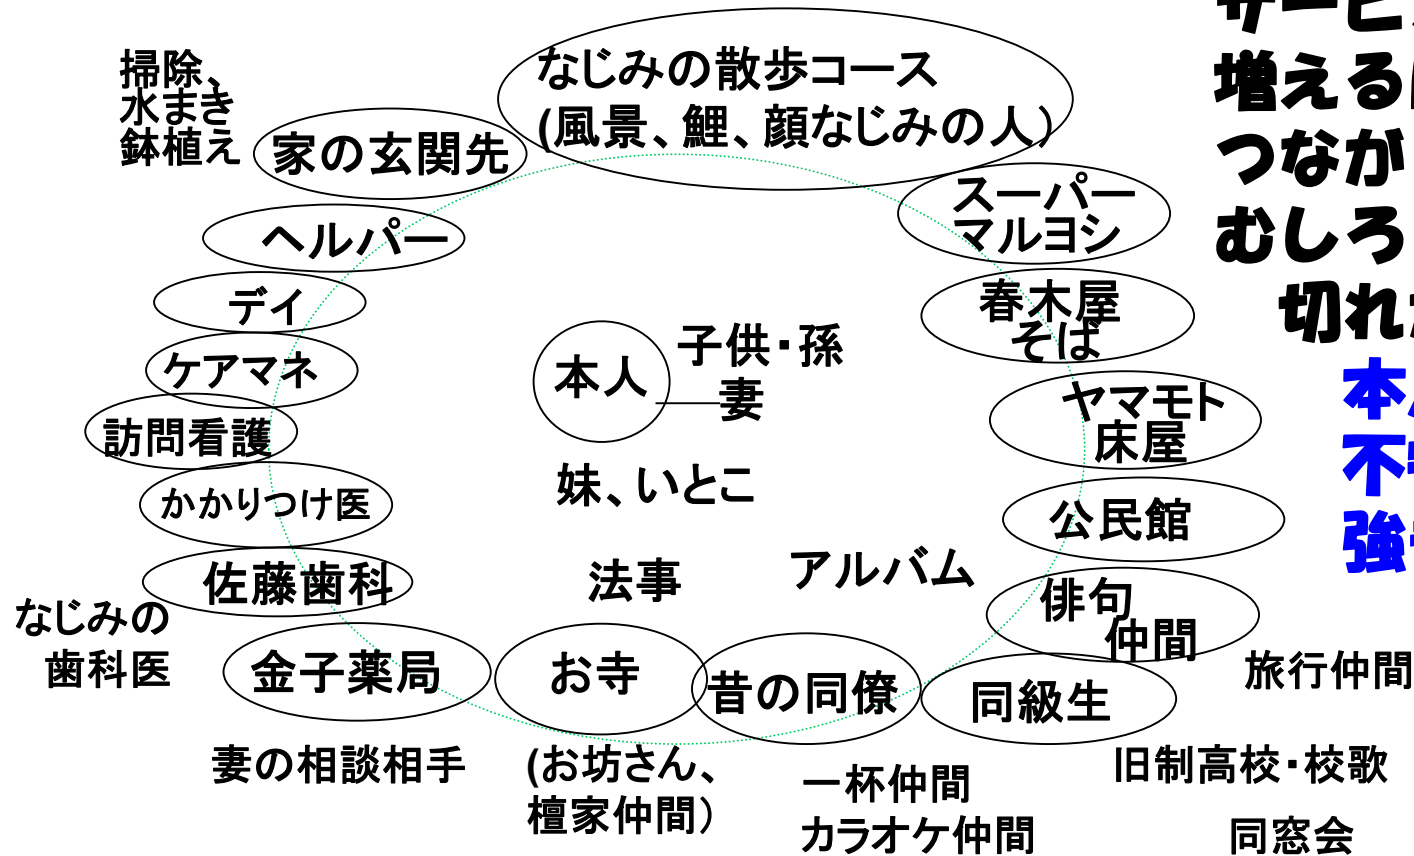 掃除、
水まき
鉢植え
家の玄関先
なじみの散歩コース
(風景、鯉、顔なじみの人)
ヘルパー
デイ
ケアマネ
訪問看護
かかりつけ医
佐藤歯科
なじみの
歯科医
金子薬局
妻の相談相手
本人
子供・孫
妻
妹、いとこ
法事
アルバム
お寺
(お坊さん、
檀家仲間)
昔の同僚
一杯仲間
カラオケ仲間
スーパー
マルヨシ
春木屋
そば
ヤマモト
床屋
公民館
俳句
仲間
同級生
旅行仲間
旧制高校・校歌
同窓会
サービ
増える
つなが
むしろ
切れ
本
不
強